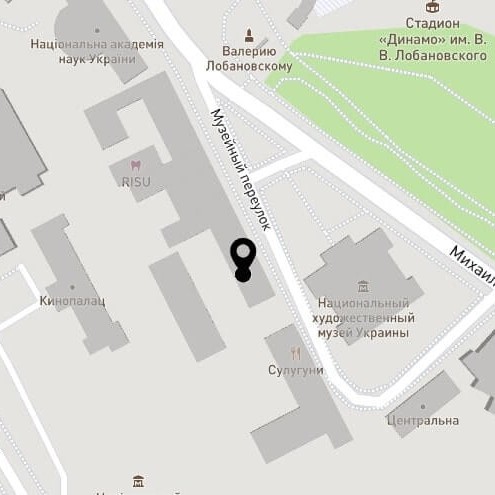 Стадион
«Динамо» им. В.
В. Лобановского
Національна академія
наук України
Валерию
Лобановскому
Музейный переулок
RISU
й
Михаил
Кинопалац
Национальный
художественный
музей Украины
Сулугуни
Центральна